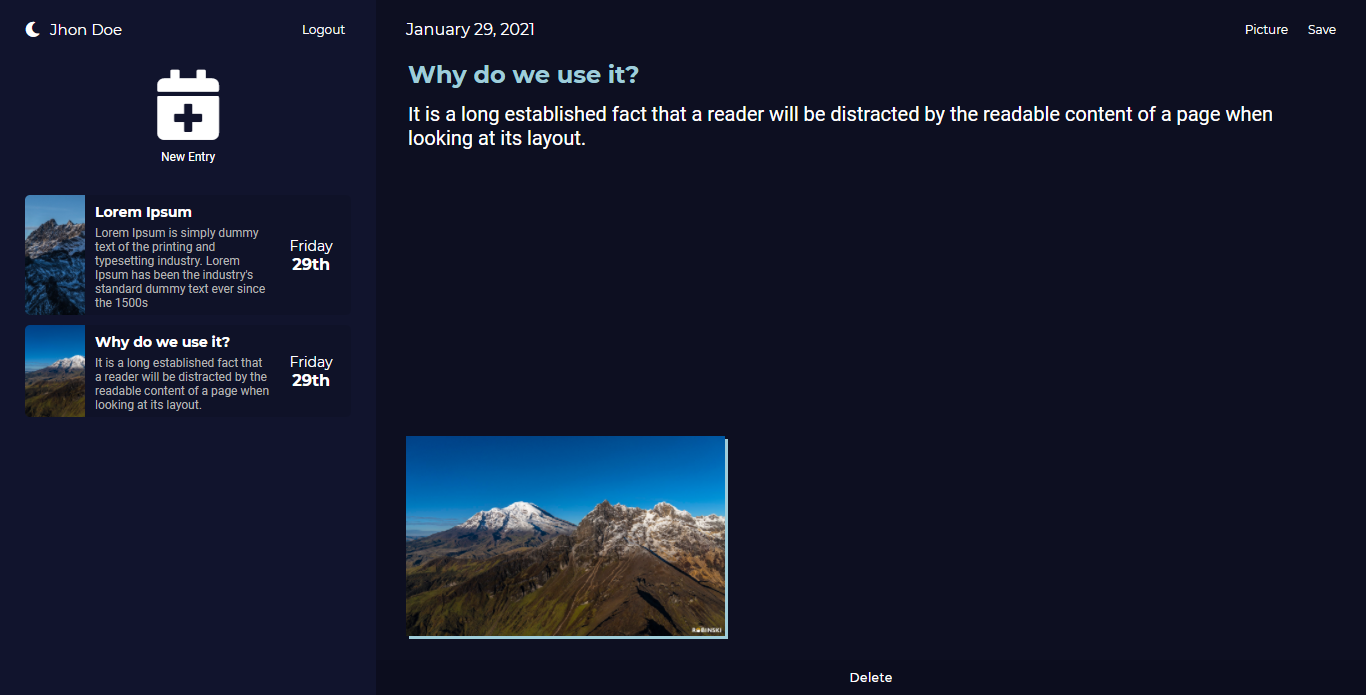 Jhon Doe
Logout
New Entry
Lorem Ipsum
Lorem Ipsum is simply dummy
text of the printing and
typesetting industry. Lorem
Ipsum has been the industry's
standard dummy text ever since
the 1500s
Friday
29th
Why do we use it?
It is a long established fact that
a reader will be distracted by the
readable content of a page when
looking at its layout.
Friday
29th
January 29, 2021
Picture
Save
Why do we use it?
It is a long established fact that a reader will be distracted by the readable content of a page when
looking at its layout.
ROBINSKI
Delete